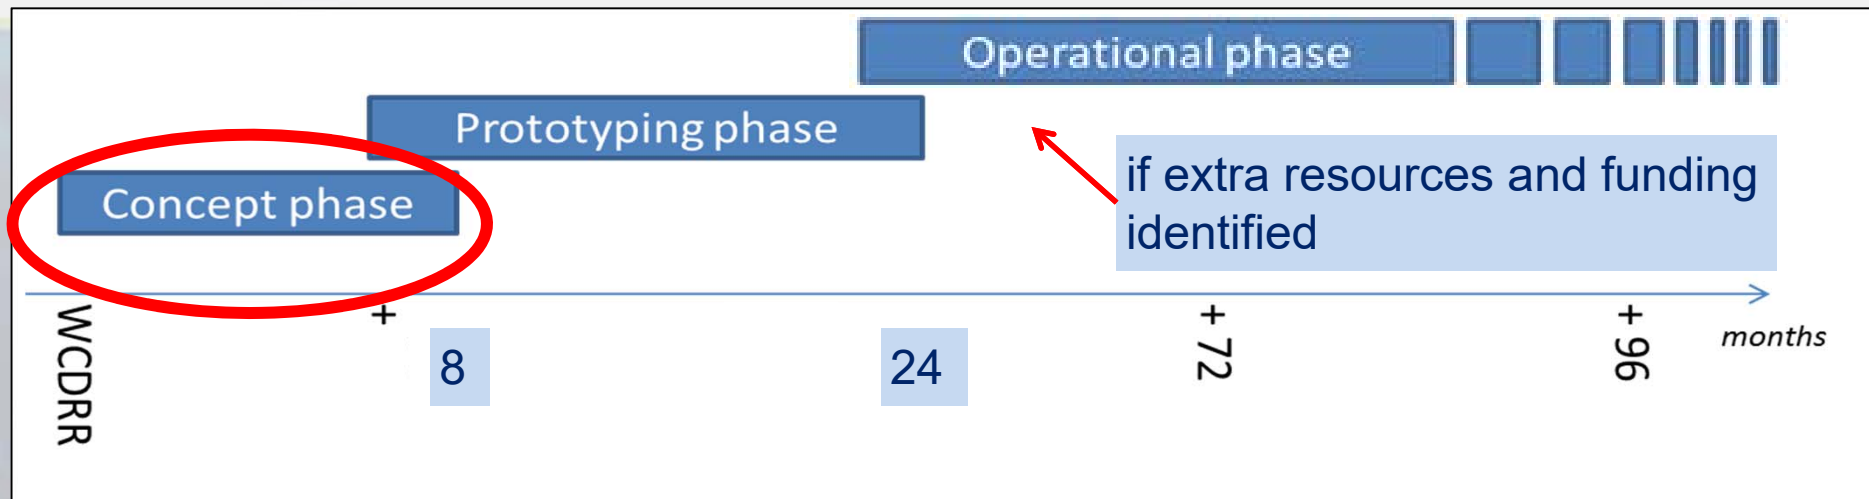 Operational phase
Prototyping phase
if extra resources and funding
identified
Concept phase
WCDRR
+
8
24
+ 72
+ 96
months